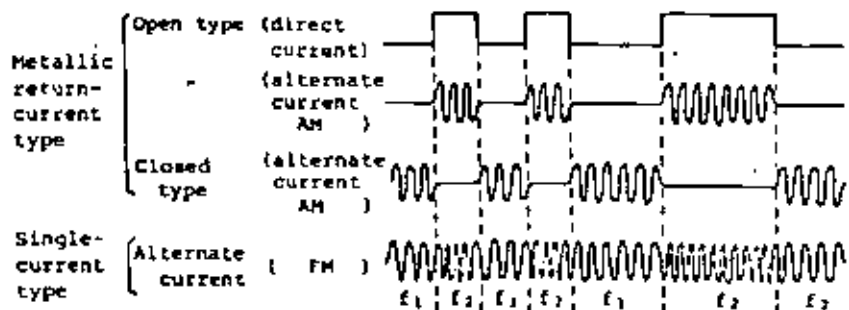 Open type (direct
current)
Metallic
return-
current
type
" (alternate
current
AM )
Closed
type
(alternate
current
AM )
Single-
current
type
Alternate
current
( FM )
f₁ f₂ f₁ f₂ f₁ f₂